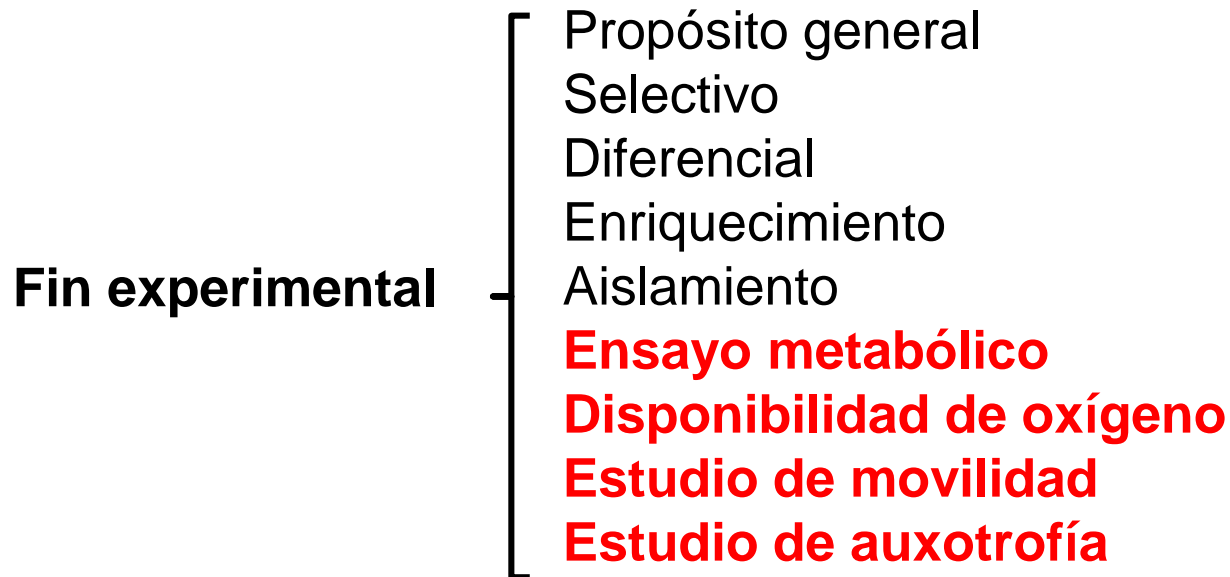 Propósito general
Selectivo
Diferencial
Enriquecimiento
Fin experimental
Aislamiento
Ensayo metabólico
Disponibilidad de oxígeno
Estudio de movilidad
Estudio de auxotrofía